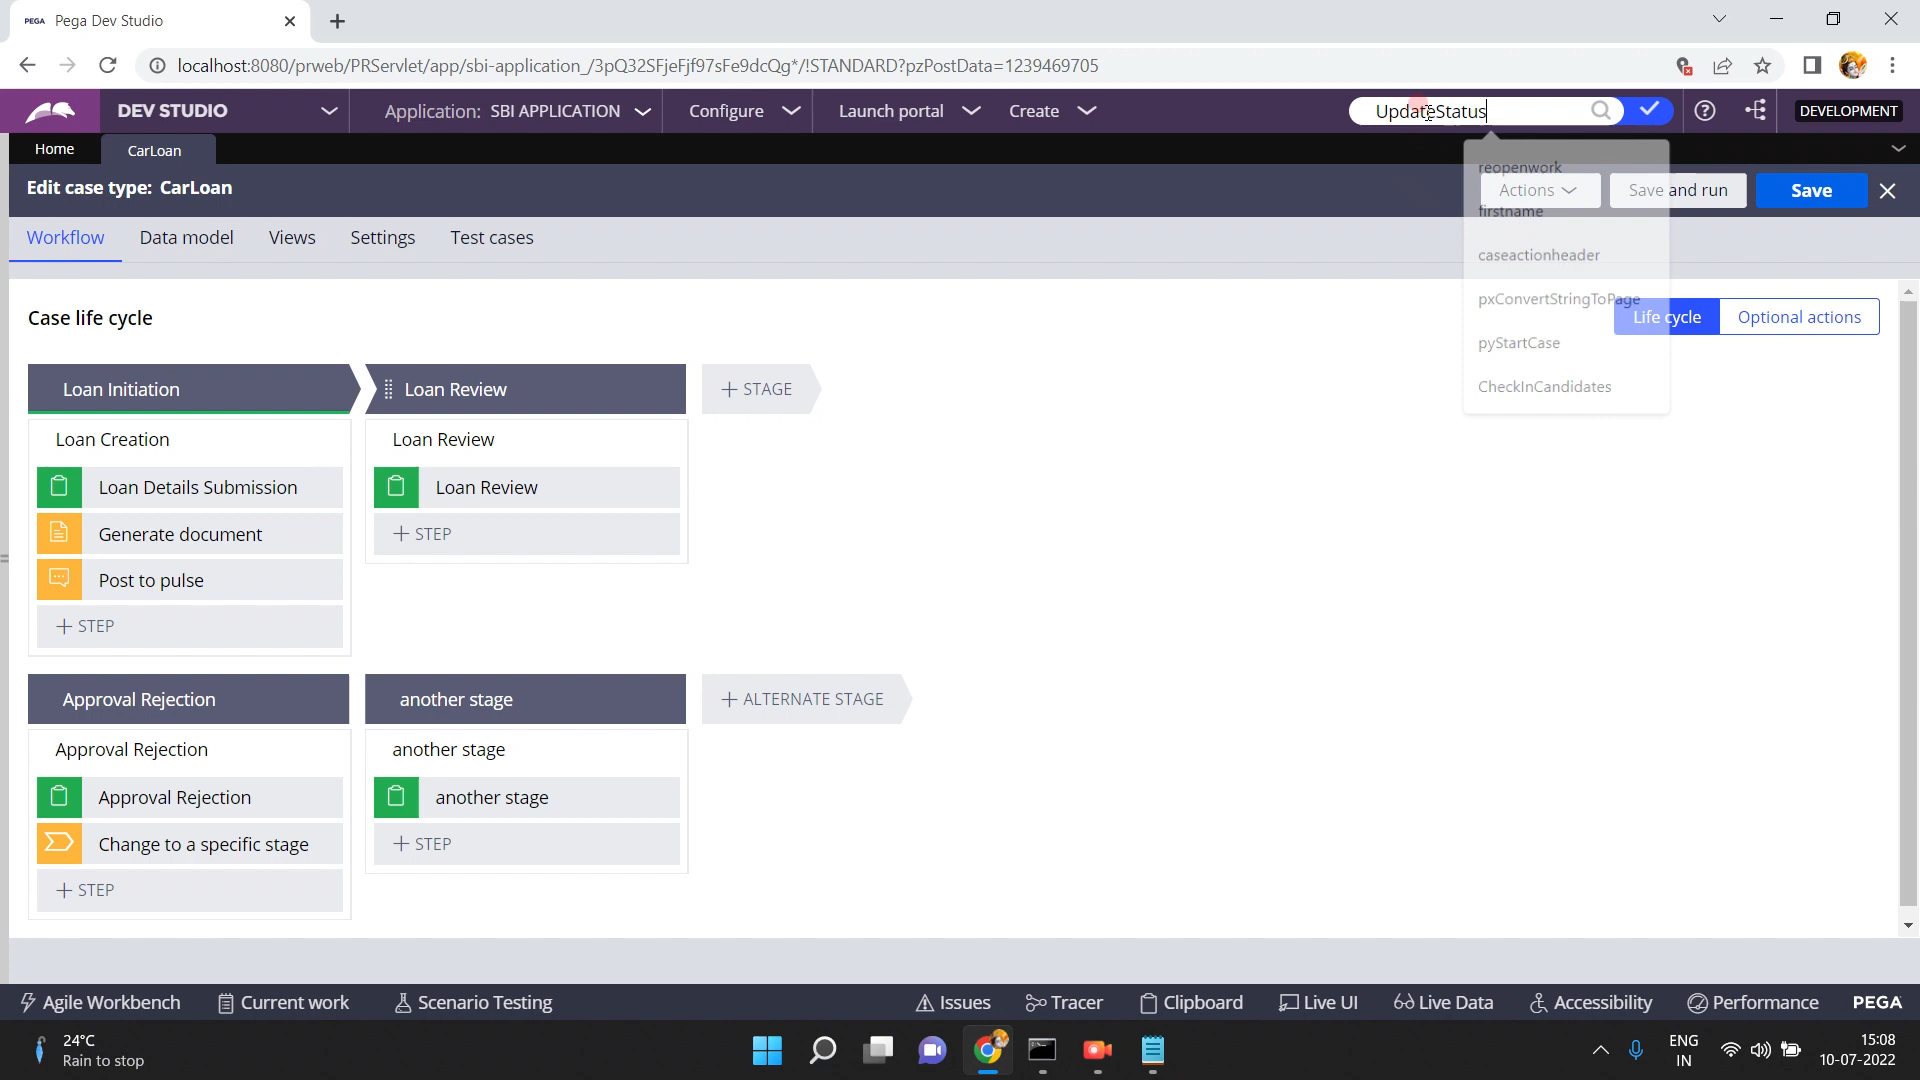 PEGA Pega Dev Studio
localhost:8080/prweb/PRServlet/app/sbi-application_/3pQ32SFjeFjf97sFe9dcQg*/!STANDARD?pzPostData=1239469705
DEV STUDIO
Application: SBI APPLICATION
Configure
Launch portal
Create
UpdateStatus
DEVELOPMENT
Home
CarLoan
Edit case type: CarLoan
Actions
Save and run
Save
reopenwork
firstname
caseactionheader
pxConvertStringToPage
pyStartCase
CheckInCandidates
Workflow
Data model
Views
Settings
Test cases
Case life cycle
Life cycle
Optional actions
Loan Initiation
Loan Review
+ STAGE
Loan Creation
Loan Details Submission
Generate document
Post to pulse
+ STEP
Loan Review
Loan Review
+ STEP
Approval Rejection
another stage
+ ALTERNATE STAGE
Approval Rejection
Approval Rejection
Change to a specific stage
+ STEP
another stage
another stage
+ STEP
Agile Workbench
Current work
Scenario Testing
Issues
Tracer
Clipboard
Live UI
Live Data
Accessibility
Performance
PEGA
24°C
Rain to stop
ENG
IN
15:08
10-07-2022